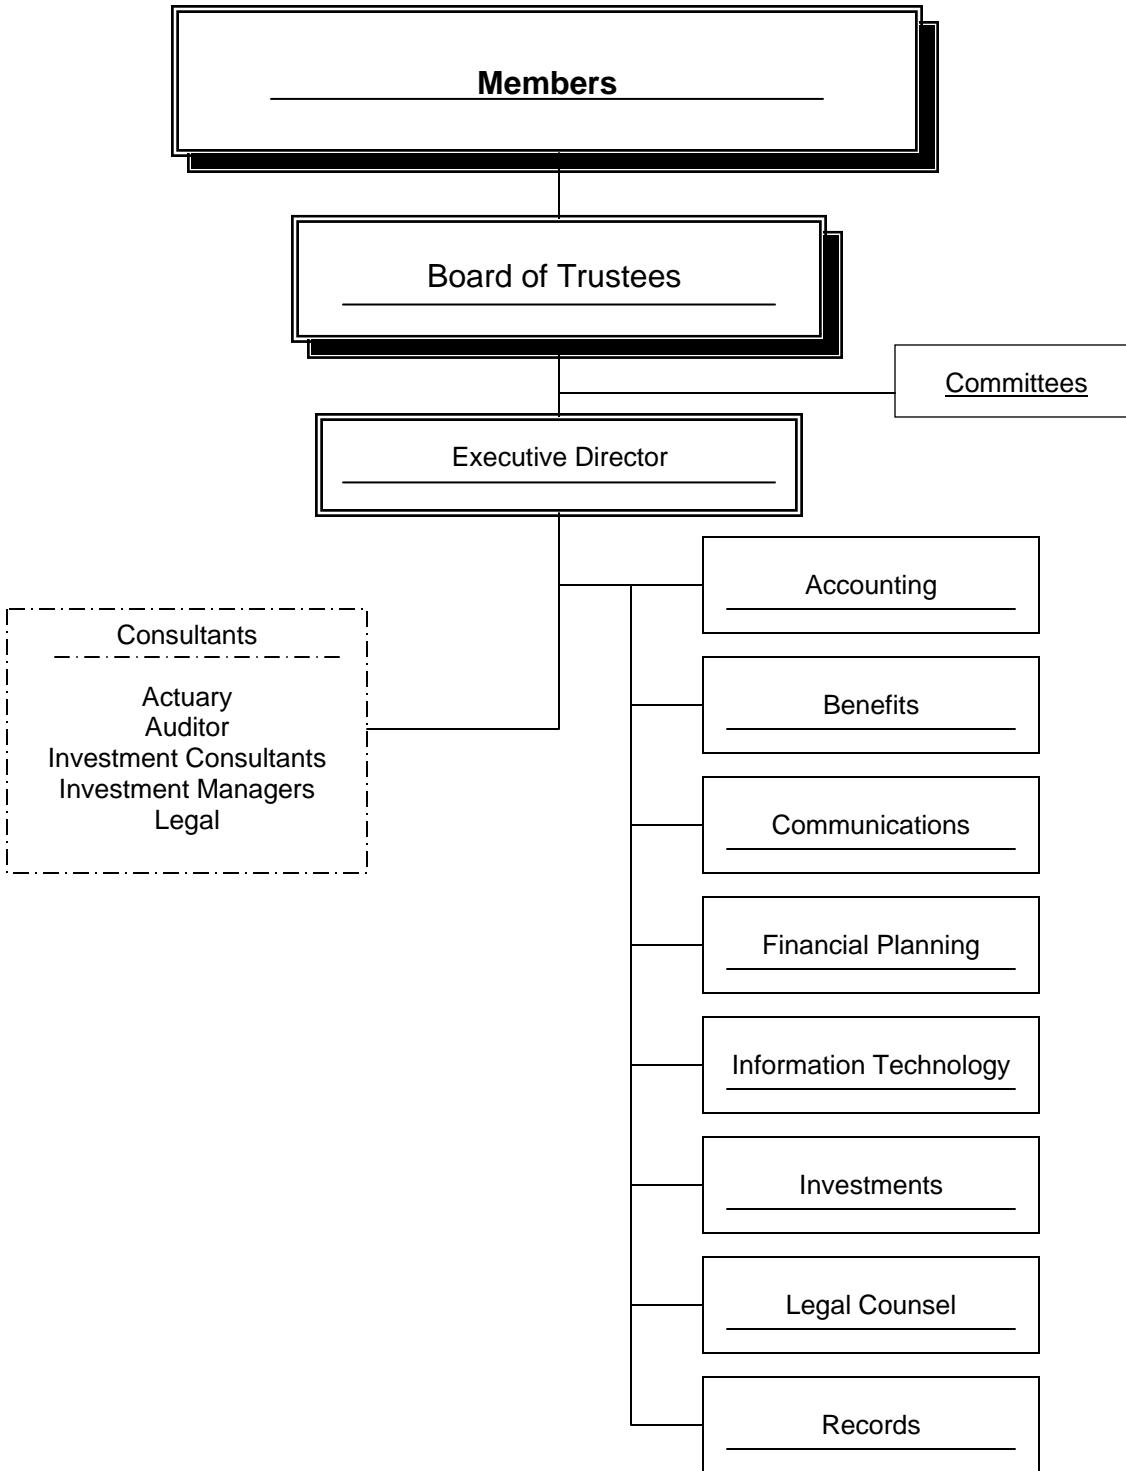 Members
Board of Trustees
Committees
Executive Director
Accounting
Consultants
Actuary
Auditor
Investment Consultants
Investment Managers
Legal
Benefits
Communications
Financial Planning
Information Technology
Investments
Legal Counsel
Records